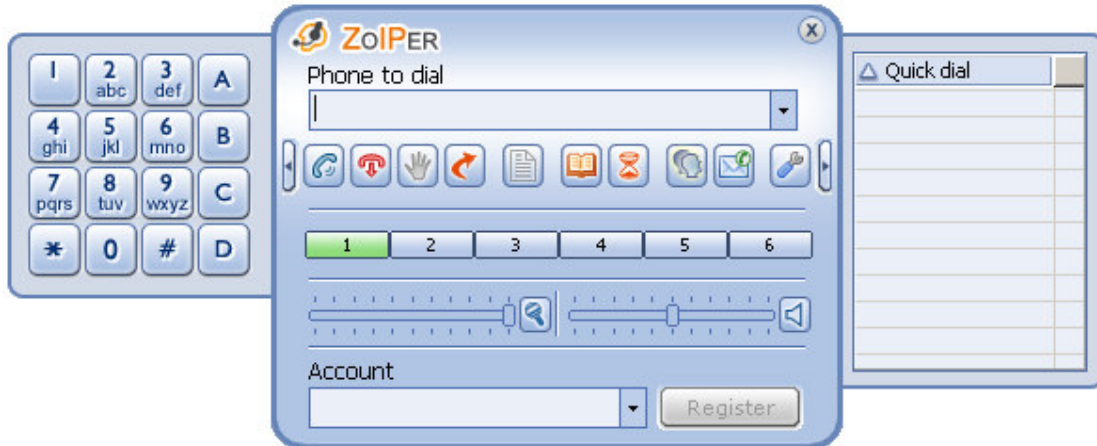 ZoIPER
Phone to dial
Quick dial
1
2 abc
3 def
A
4 ghi
5 jkl
6 mno
B
7 pqrs
8 tuv
9 wxyz
C
*
0
#
D
1 2 3 4 5 6
Account
Register